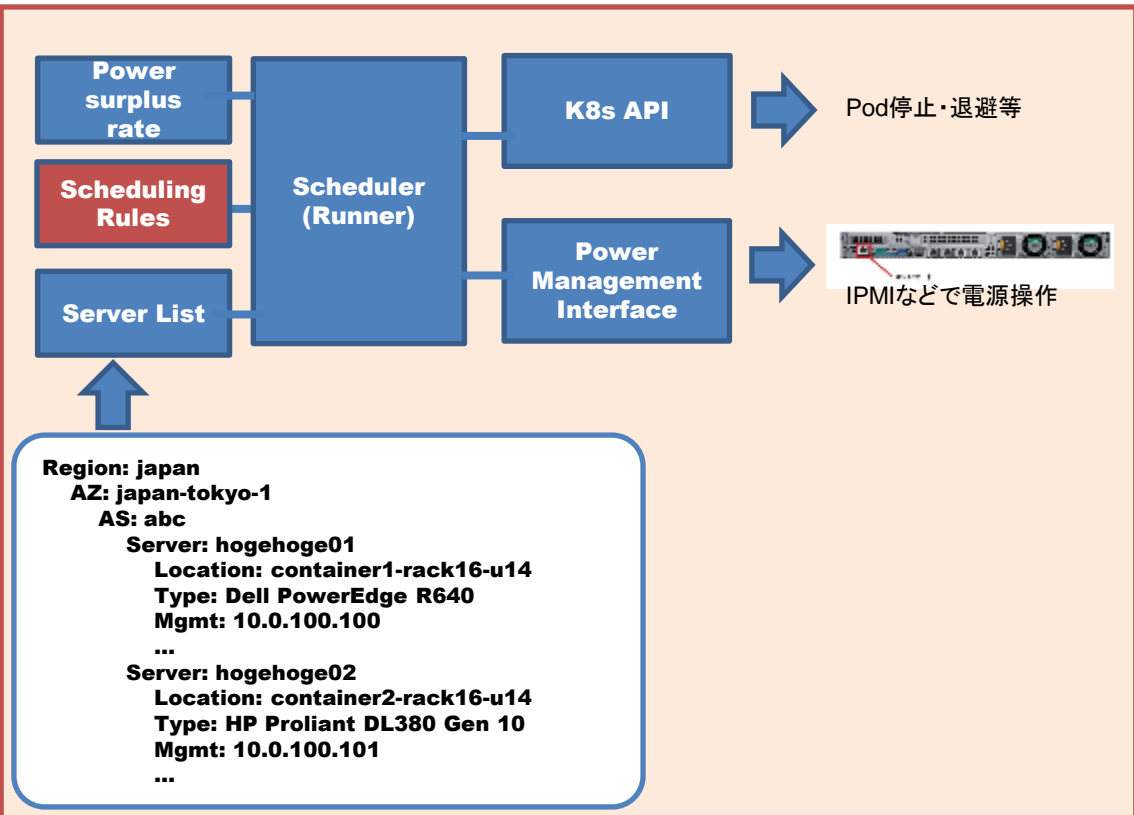 Power
surplus
rate
Scheduling
Rules
Server List
Scheduler
(Runner)
K8s API
Power
Management
Interface
Pod停止・退避等
IPMIなどで電源操作
Region: japan
AZ: japan-tokyo-1
AS: abc
Server: hogehoge01
Location: container1-rack16-u14
Type: Dell PowerEdge R640
Mgmt: 10.0.100.100
...
Server: hogehoge02
Location: container2-rack16-u14
Type: HP Proliant DL380 Gen 10
Mgmt: 10.0.100.101
...